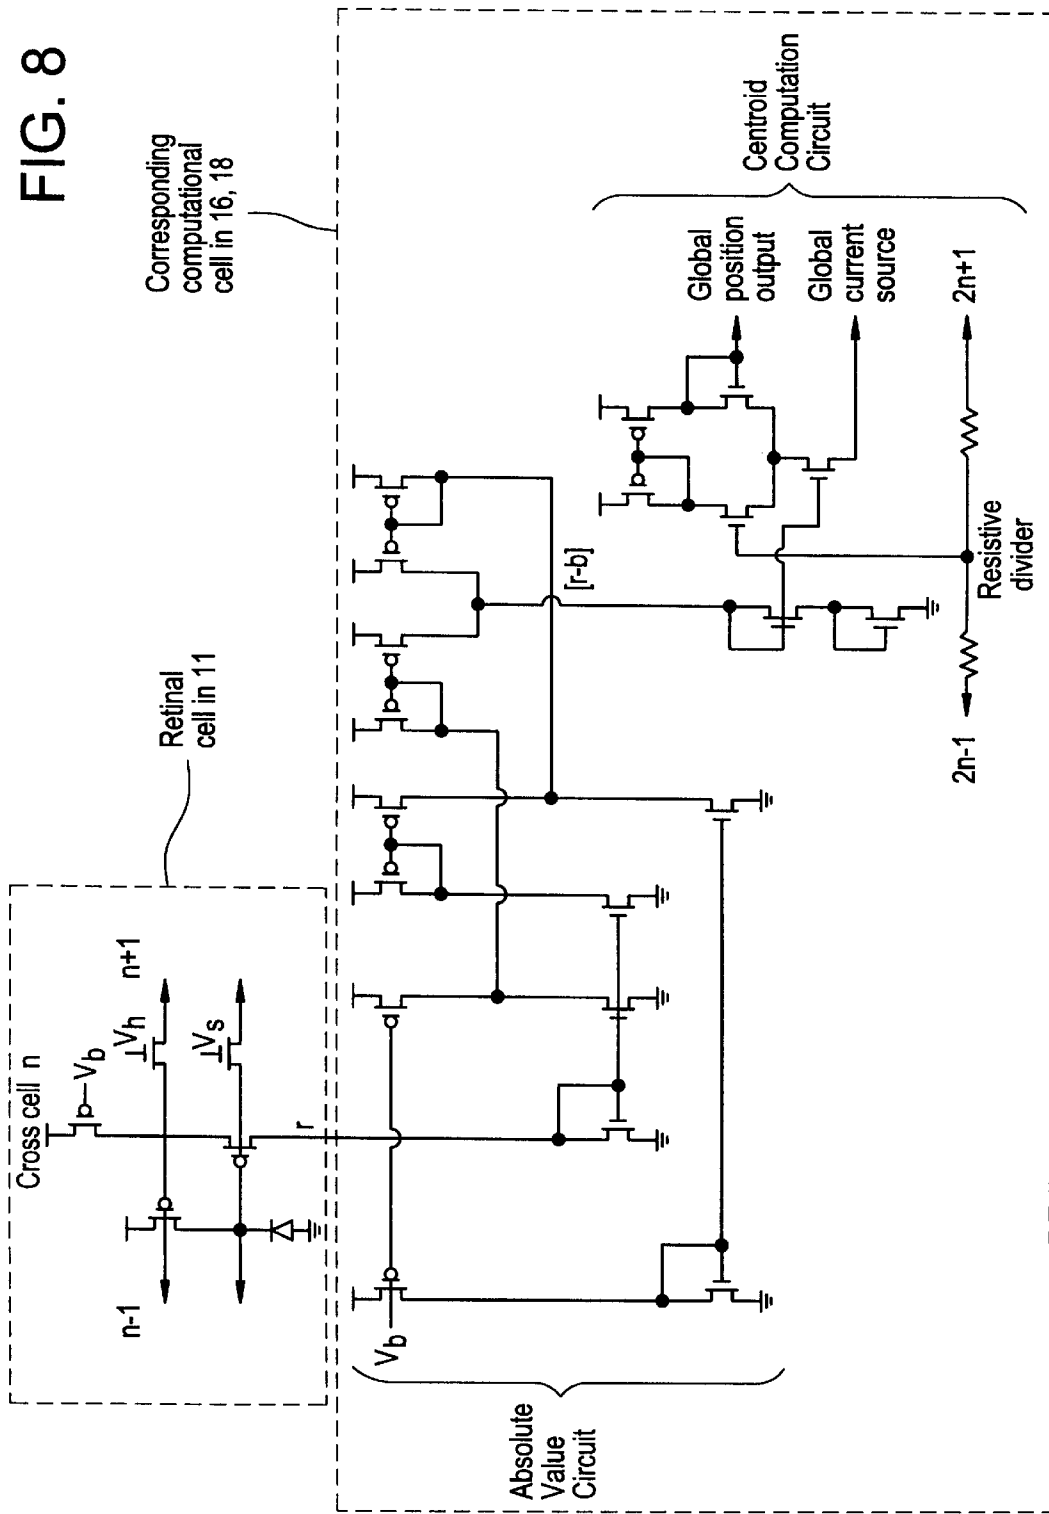 FIG. 8
Cross cell n
V_b
n-1
n+1
V_h
V_s
r
Retinal
cell in 11
Corresponding
computational
cell in 16, 18
V_b
[r-b]
Absolute
Value
Circuit
Global
position
output
Global
current
source
2n-1
2n+1
Resistive
divider
Centroid
Computation
Circuit